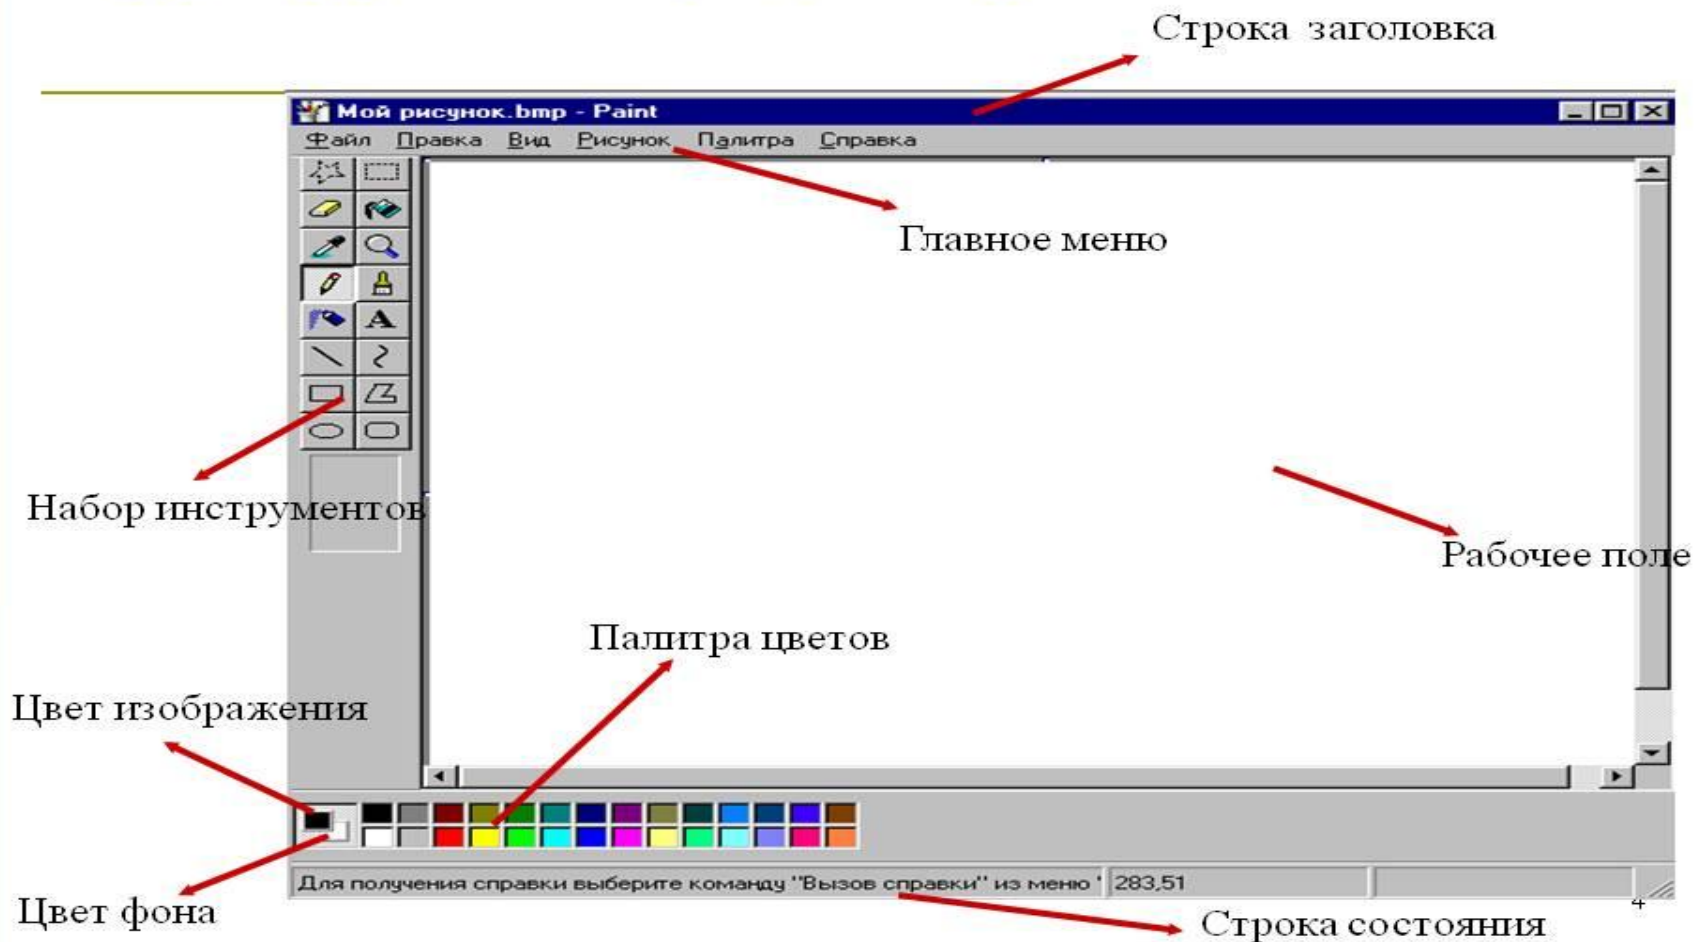 Строка заголовка
Мой рисунок.bmp - Paint
Файл Правка Вид Рисунок Палитра Справка
Главное меню
A
Набор инструментов
Рабочее поле
Палитра цветов
Цвет изображения
Для получения справки выберите команду "Вызов справки" из меню ' 283,51
4
Цвет фона
Строка состояния